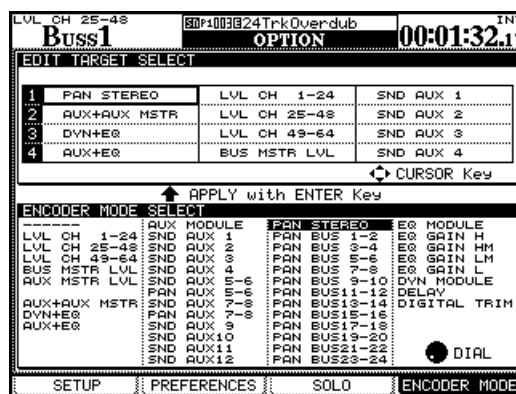 LVL CH 25-48
Buss1
24TrkOverdub
OPTION
INT
00:01:32.1
EDIT TARGET SELECT
1 PAN STEREO LVL CH 1-24 SND AUX 1
2 AUX+AUX MSTR LVL CH 25-48 SND AUX 2
3 DYN+EQ LVL CH 49-64 SND AUX 3
4 AUX+EQ BUS MSTR LVL SND AUX 4
CURSOR Key
APPLY with ENTER Key
ENCODER MODE SELECT
------- AUX MODULE PAN STEREO EQ MODULE
LVL CH 1-24 SND AUX 1 PAN BUS 1-2 EQ GAIN H
LVL CH 25-48 SND AUX 2 PAN BUS 3-4 EQ GAIN HM
LVL CH 49-64 SND AUX 3 PAN BUS 5-6 EQ GAIN LM
BUS MSTR LVL SND AUX 4 PAN BUS 7-8 EQ GAIN L
AUX MSTR LVL SND AUX 5-6 PAN BUS 9-10 DYN MODULE
PAN AUX 5-6 PAN BUS11-12 DELAY
AUX+AUX MSTR SND AUX 7-8 PAN BUS13-14 DIGITAL TRIM
DYN+EQ PAN AUX 7-8 PAN BUS15-16
AUX+EQ SND AUX 9 PAN BUS17-18
SND AUX10 PAN BUS19-20
SND AUX11 PAN BUS21-22
SND AUX12 PAN BUS23-24
DIAL
SETUP PREFERENCES SOLO ENCODER MODE